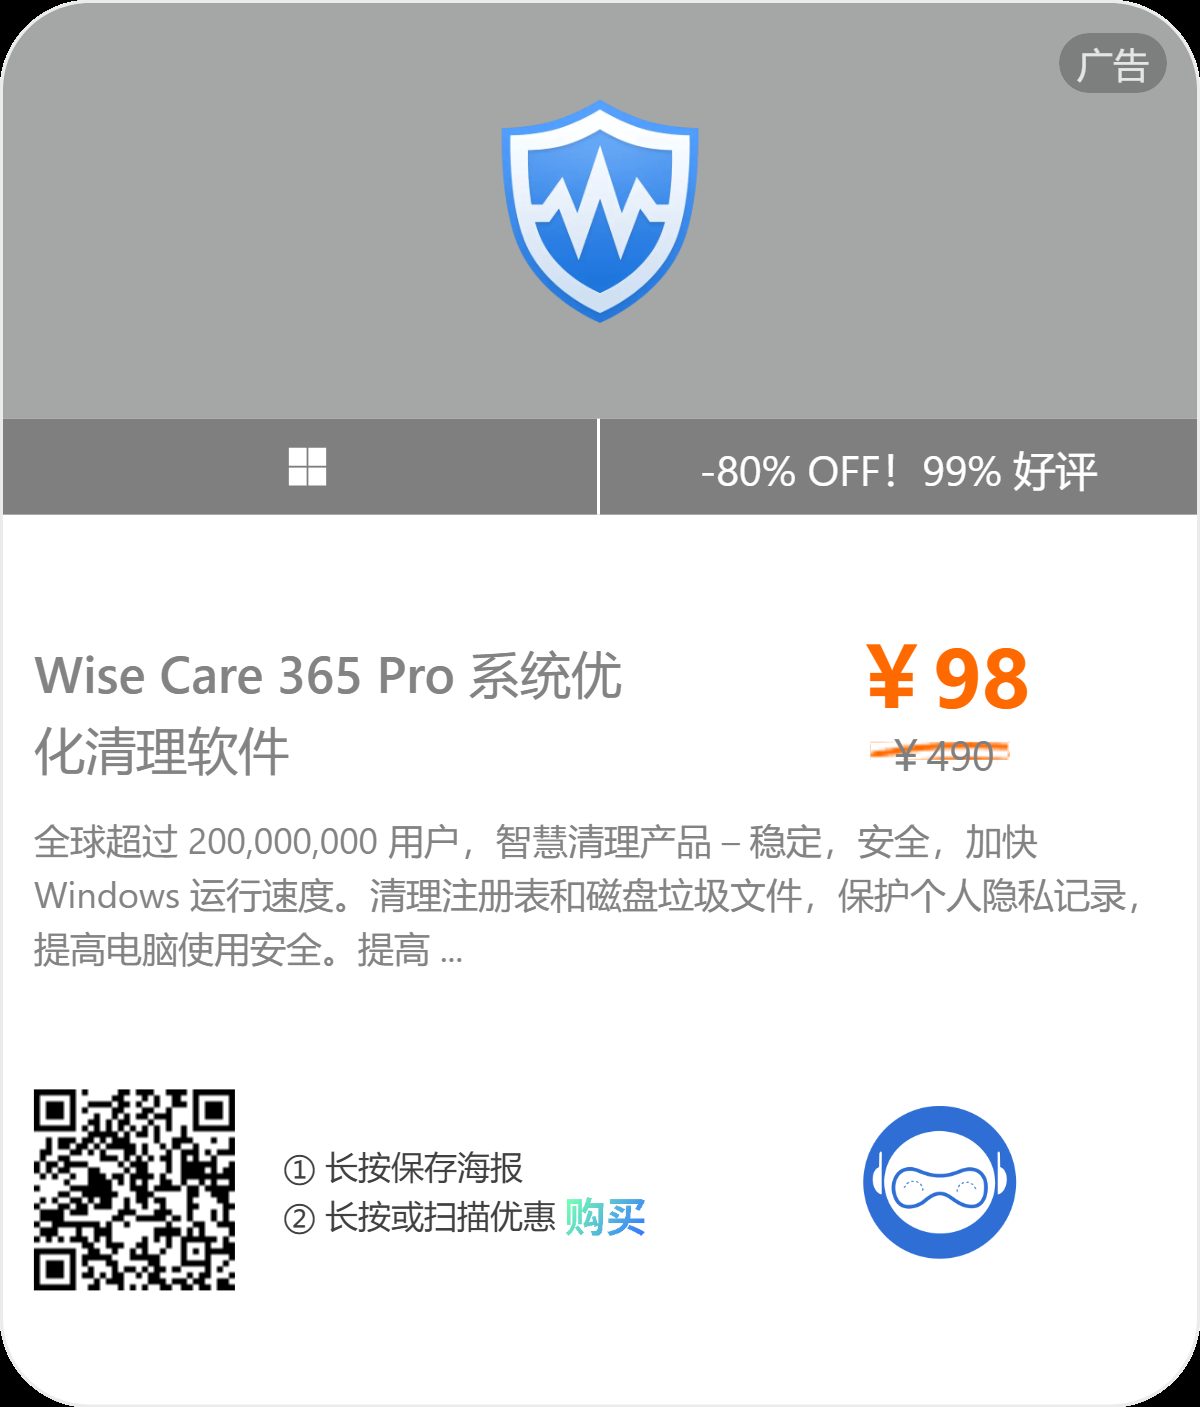 广告
-80% OFF！99% 好评
Wise Care 365 Pro 系统优
化清理软件
¥98
¥490
全球超过 200,000,000 用户，智慧清理产品 – 稳定，安全，加快
Windows 运行速度。清理注册表和磁盘垃圾文件，保护个人隐私记录，
提高电脑使用安全。提高 ...
① 长按保存海报
② 长按或扫描优惠 购买